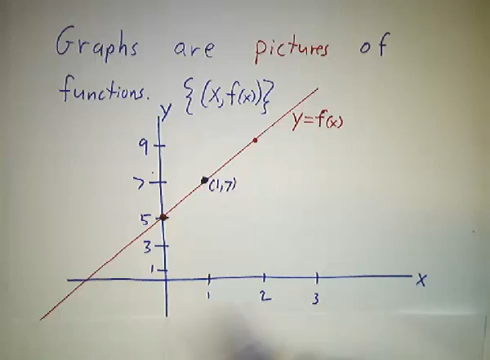 Graphs are pictures of
functions. {(x, f(x))}
y
y=f(x)
9
7
(1,7)
5
3
1
x
1 2 3